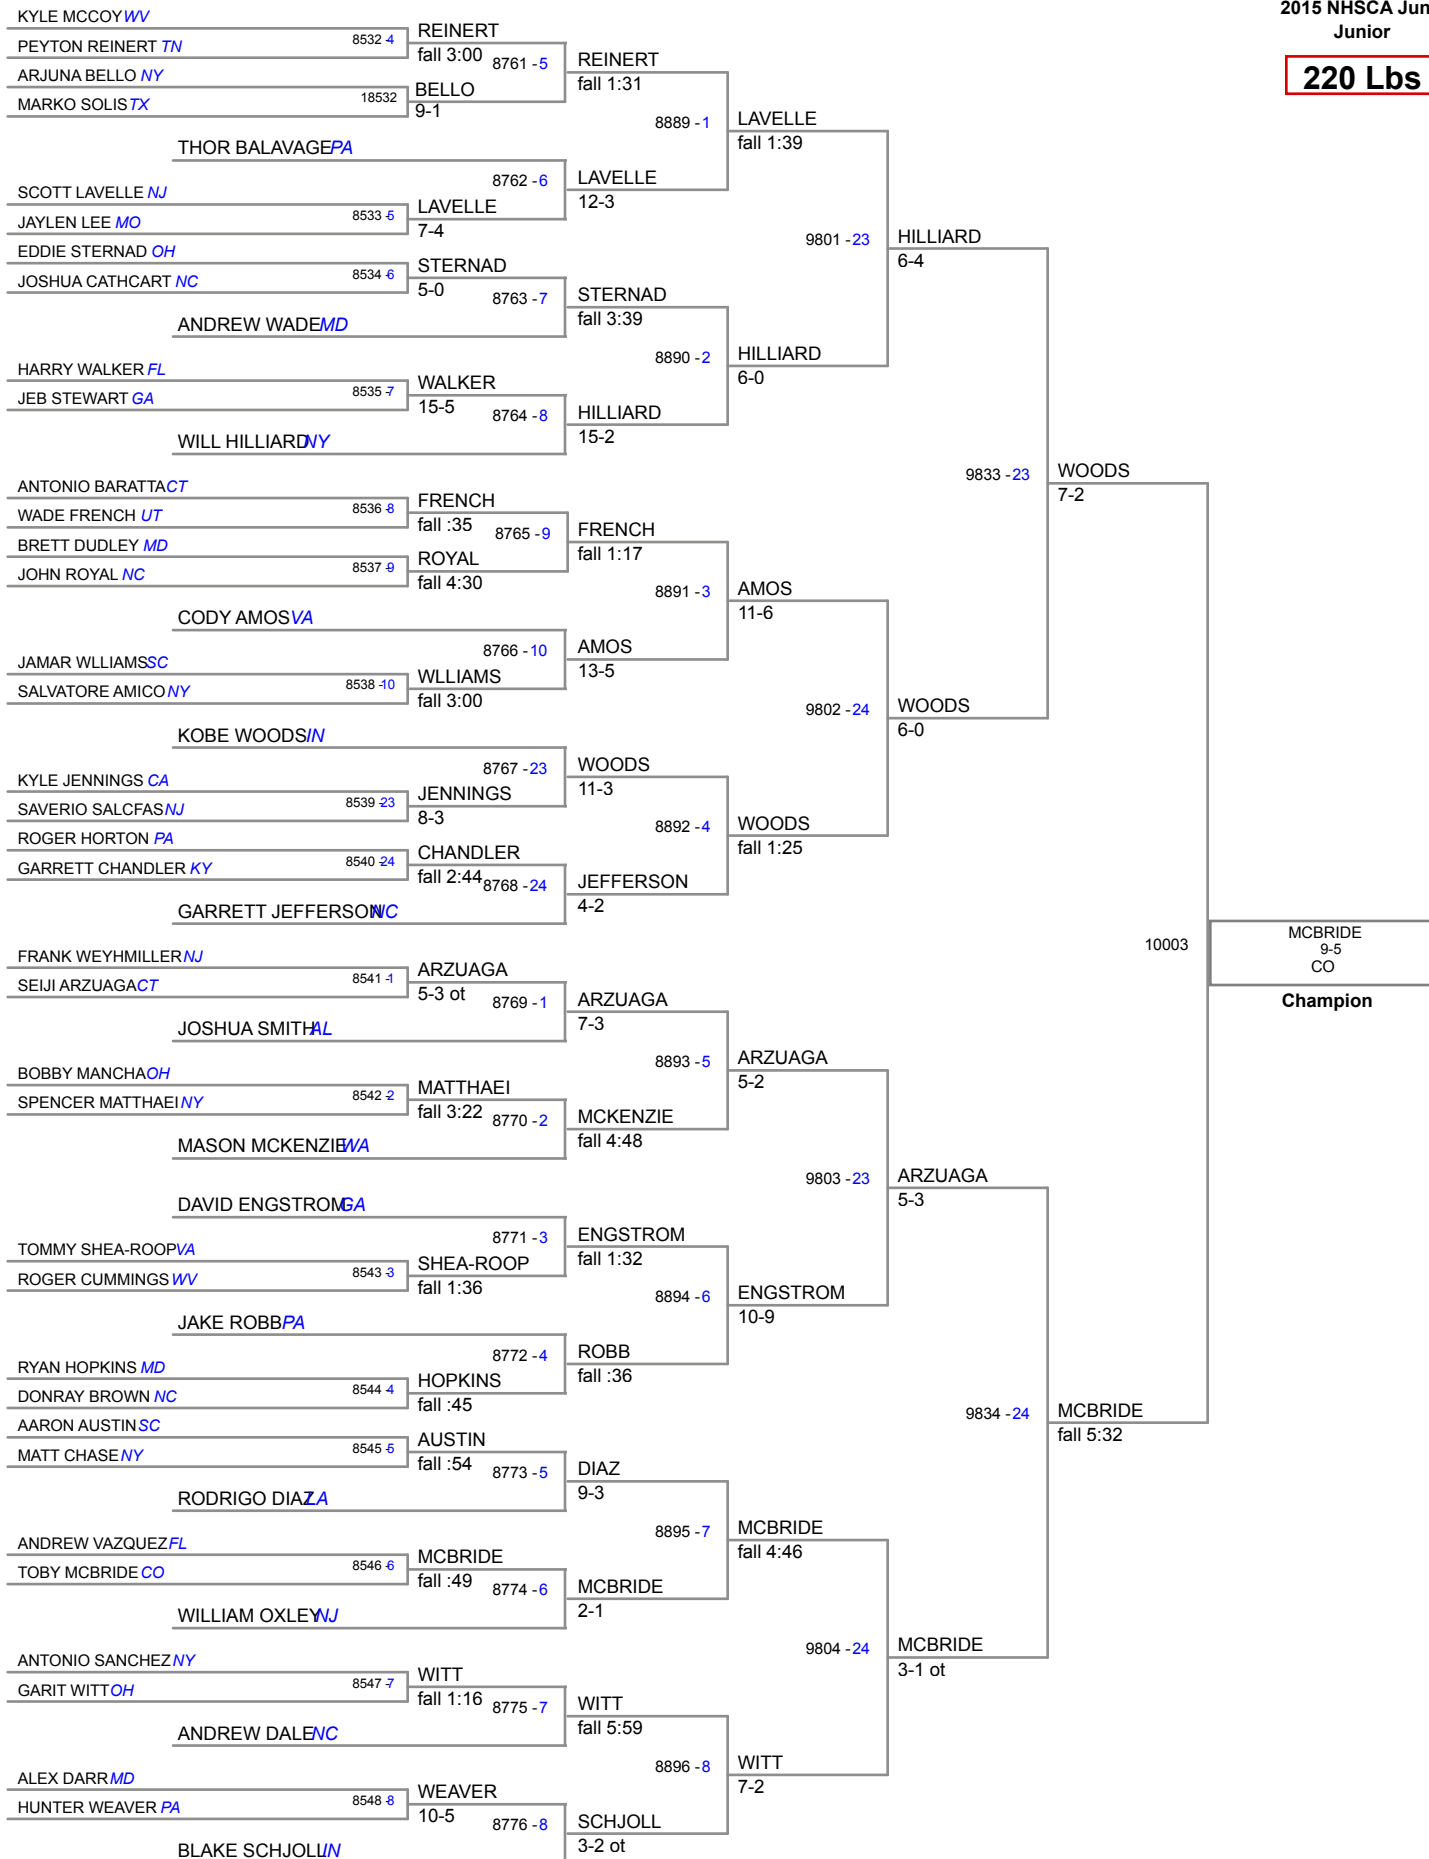 2015 NHSCA Jun
Junior
220 Lbs
KYLE MCCOY WV
PEYTON REINERT TN
8532 -4
REINERT
fall 3:00
ARJUNA BELLO NY
MARKO SOLIS TX
18532
BELLO
9-1
8761 -5
REINERT
fall 1:31
THOR BALAVAGE PA
SCOTT LAVELLE NJ
JAYLEN LEE MO
8533 -5
LAVELLE
7-4
8762 -6
LAVELLE
12-3
8889 -1
LAVELLE
fall 1:39
EDDIE STERNAD OH
JOSHUA CATHCART NC
8534 -6
STERNAD
5-0
ANDREW WADE MD
8763 -7
STERNAD
fall 3:39
HARRY WALKER FL
JEB STEWART GA
8535 -7
WALKER
15-5
WILL HILLIARD NY
8764 -8
HILLIARD
15-2
8890 -2
HILLIARD
6-0
9801 -23
HILLIARD
6-4
ANTONIO BARATTA CT
WADE FRENCH UT
8536 -8
FRENCH
fall :35
BRETT DUDLEY MD
JOHN ROYAL NC
8537 -9
ROYAL
fall 4:30
8765 -9
FRENCH
fall 1:17
CODY AMOS VA
JAMAR WLLIAMS SC
SALVATORE AMICO NY
8538 -10
WLLIAMS
fall 3:00
8766 -10
AMOS
13-5
8891 -3
AMOS
11-6
KOBE WOODS IN
KYLE JENNINGS CA
SAVERIO SALCFAS NJ
8539 -23
JENNINGS
8-3
8767 -23
WOODS
11-3
ROGER HORTON PA
GARRETT CHANDLER KY
8540 -24
CHANDLER
fall 2:44
GARRETT JEFFERSON NC
8768 -24
JEFFERSON
4-2
8892 -4
WOODS
fall 1:25
9802 -24
WOODS
6-0
9833 -23
WOODS
7-2
FRANK WEYHMILLER NJ
SEIJI ARZUAGA CT
8541 -1
ARZUAGA
5-3 ot
JOSHUA SMITH AL
8769 -1
ARZUAGA
7-3
BOBBY MANCHA OH
SPENCER MATTHAEI NY
8542 -2
MATTHAEI
fall 3:22
MASON MCKENZIE WA
8770 -2
MCKENZIE
fall 4:48
8893 -5
ARZUAGA
5-2
DAVID ENGSTROM GA
TOMMY SHEA-ROOP VA
ROGER CUMMINGS WV
8543 -3
SHEA-ROOP
fall 1:36
8771 -3
ENGSTROM
fall 1:32
JAKE ROBB PA
RYAN HOPKINS MD
DONRAY BROWN NC
8544 -4
HOPKINS
fall :45
8772 -4
ROBB
fall :36
8894 -6
ENGSTROM
10-9
9803 -23
ARZUAGA
5-3
AARON AUSTIN SC
MATT CHASE NY
8545 -5
AUSTIN
fall :54
RODRIGO DIAZ LA
8773 -5
DIAZ
9-3
ANDREW VAZQUEZ FL
TOBY MCBRIDE CO
8546 -6
MCBRIDE
fall :49
WILLIAM OXLEY NJ
8774 -6
MCBRIDE
2-1
8895 -7
MCBRIDE
fall 4:46
ANTONIO SANCHEZ NY
GARIT WITT OH
8547 -7
WITT
fall 1:16
ANDREW DALE NC
8775 -7
WITT
fall 5:59
ALEX DARR MD
HUNTER WEAVER PA
8548 -8
WEAVER
10-5
BLAKE SCHJOLL IN
8776 -8
SCHJOLL
3-2 ot
8896 -8
WITT
7-2
9804 -24
MCBRIDE
3-1 ot
9834 -24
MCBRIDE
fall 5:32
10003
MCBRIDE
9-5
CO
Champion